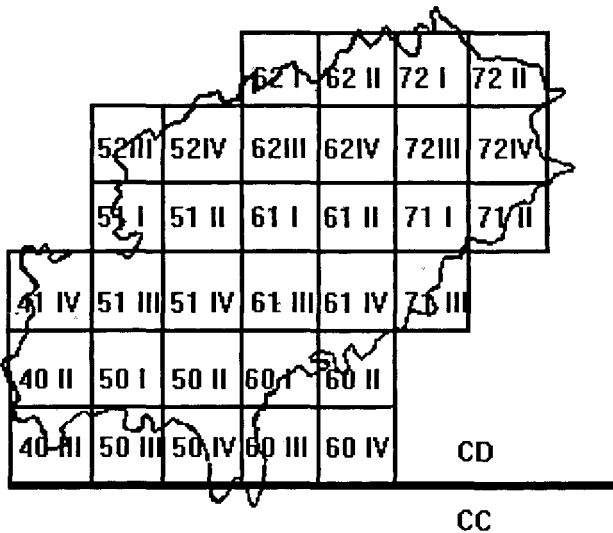 62 I 62 II 72 I 72 II
52III 52IV 62III 62IV 72III 72IV
51 I 51 II 61 I 61 II 71 I 71 II
41 IV 51 III 51 IV 61 III 61 IV 71 III
40 II 50 I 50 II 60 I 60 II
40 III 50 III 50 IV 60 III 60 IV
CD
CC